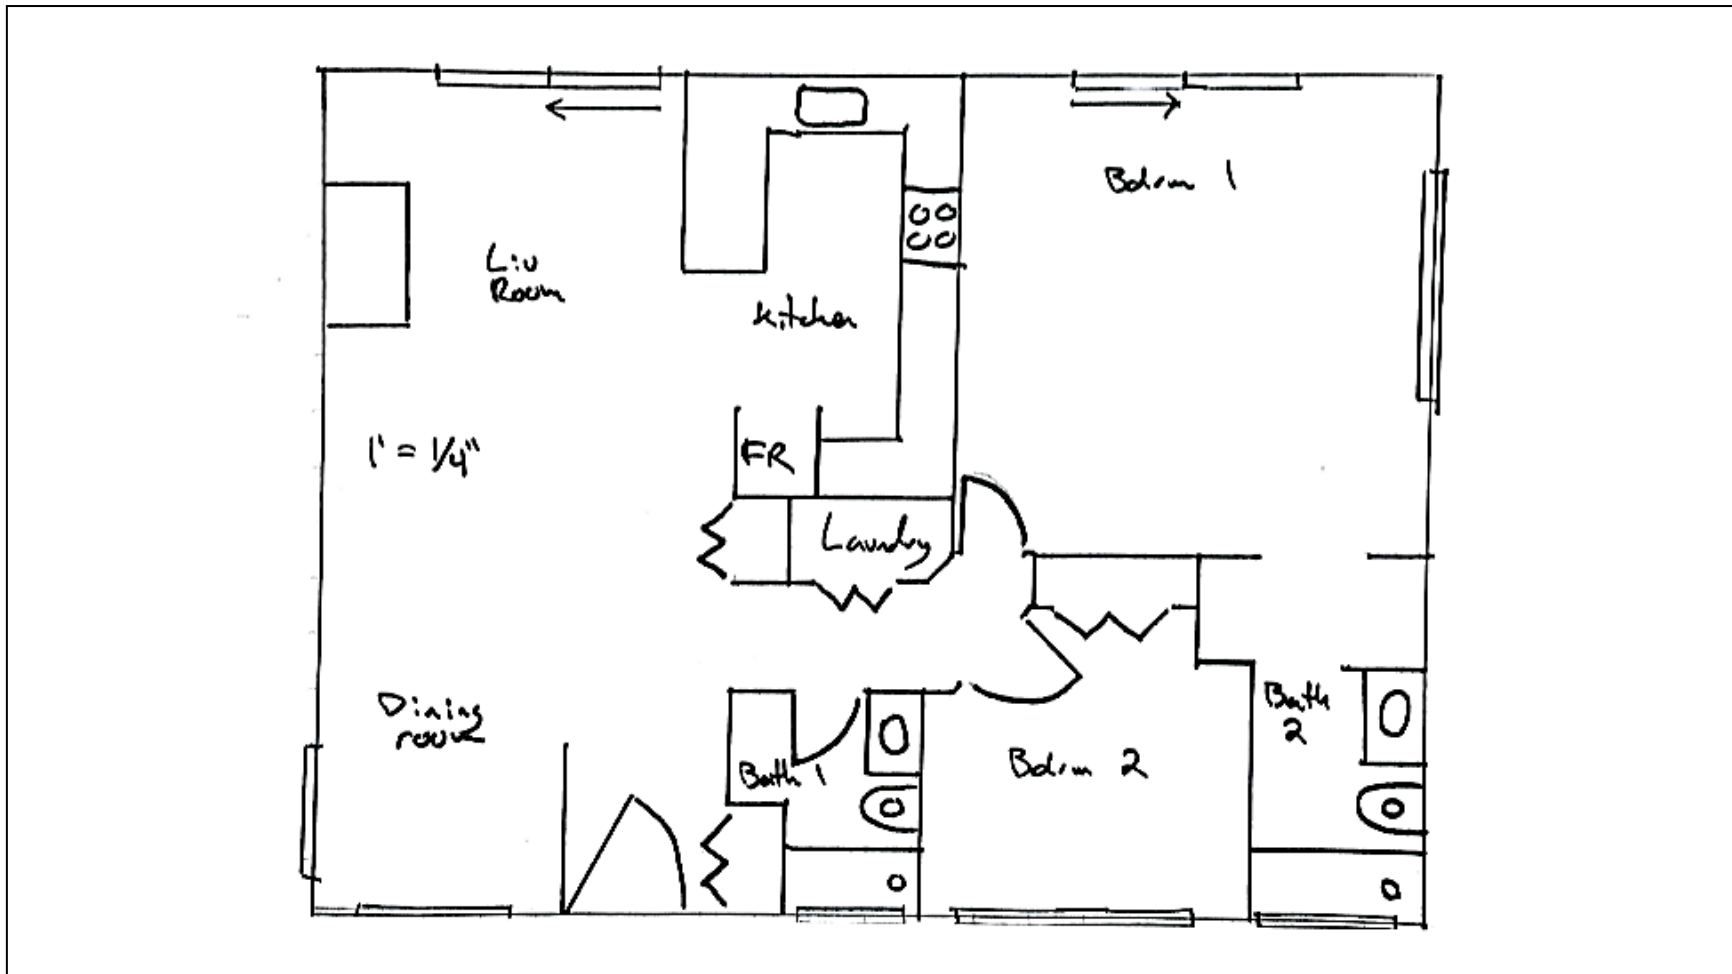 Bdrm 1
Liv
Room
Kitchen
1' = 1/4"
FR
Laundry
Dining
room
Bath
2
Bath 1
Bdrm 2